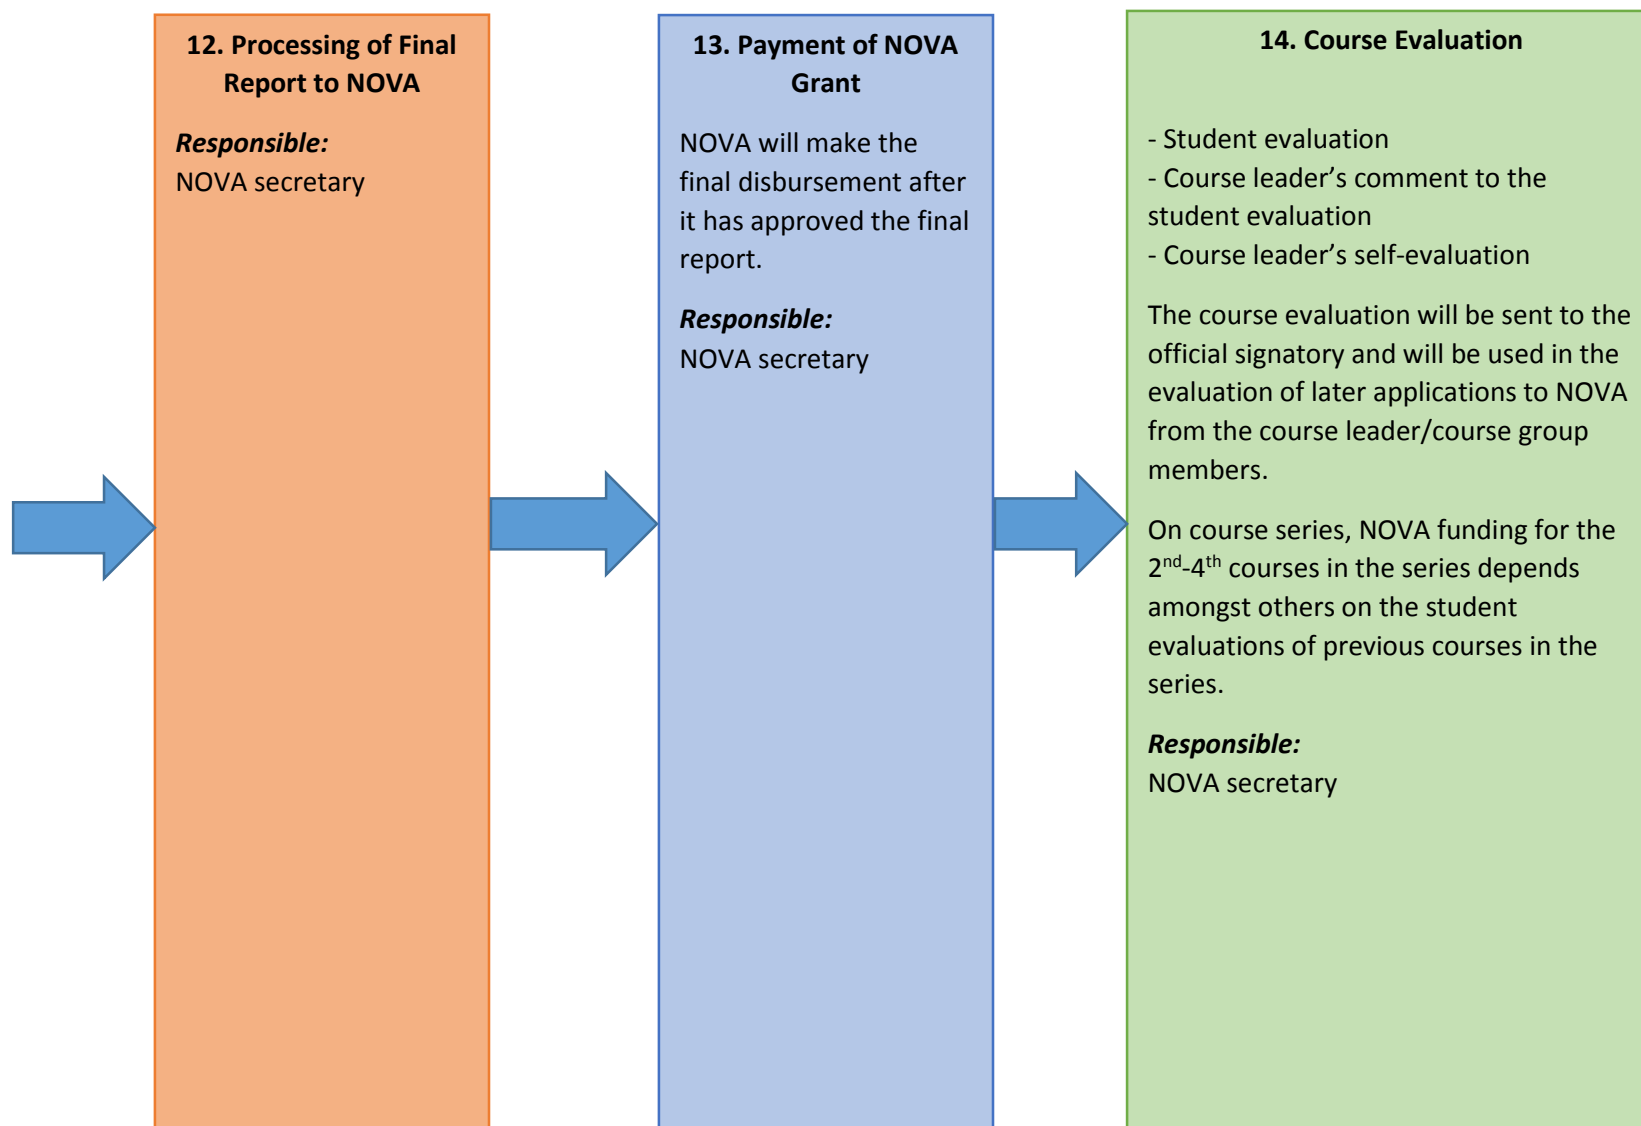 12. Processing of Final
Report to NOVA
Responsible:
NOVA secretary
13. Payment of NOVA
Grant
NOVA will make the
final disbursement after
it has approved the final
report.
Responsible:
NOVA secretary
14. Course Evaluation
- Student evaluation
- Course leader’s comment to the
student evaluation
- Course leader’s self-evaluation
The course evaluation will be sent to the
official signatory and will be used in the
evaluation of later applications to NOVA
from the course leader/course group
members.
On course series, NOVA funding for the
2nd-4th courses in the series depends
amongst others on the student
evaluations of previous courses in the
series.
Responsible:
NOVA secretary